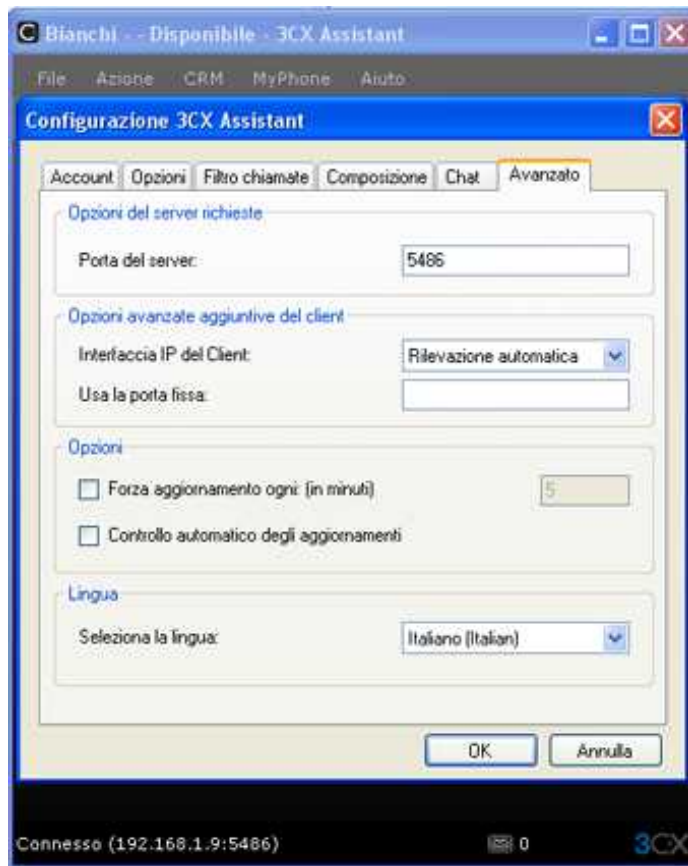 C Bianchi - - Disponibile - 3CX Assistant
File Azione CRM MyPhone Aiuto
Configurazione 3CX Assistant
Account Opzioni Filtro chiamate Composizione Chat Avanzato
Opzioni del server richieste
Porta del server: 5486
Opzioni avanzate aggiuntive del client
Interfaccia IP del Client: Rilevazione automatica
Usa la porta fissa:
Opzioni
Forza aggiornamento ogni: (in minuti) 5
Controllo automatico degli aggiornamenti
Lingua
Seleziona la lingua: Italiano (Italian)
OK Annulla
Connesso (192.168.1.9:5486) 0 3CX